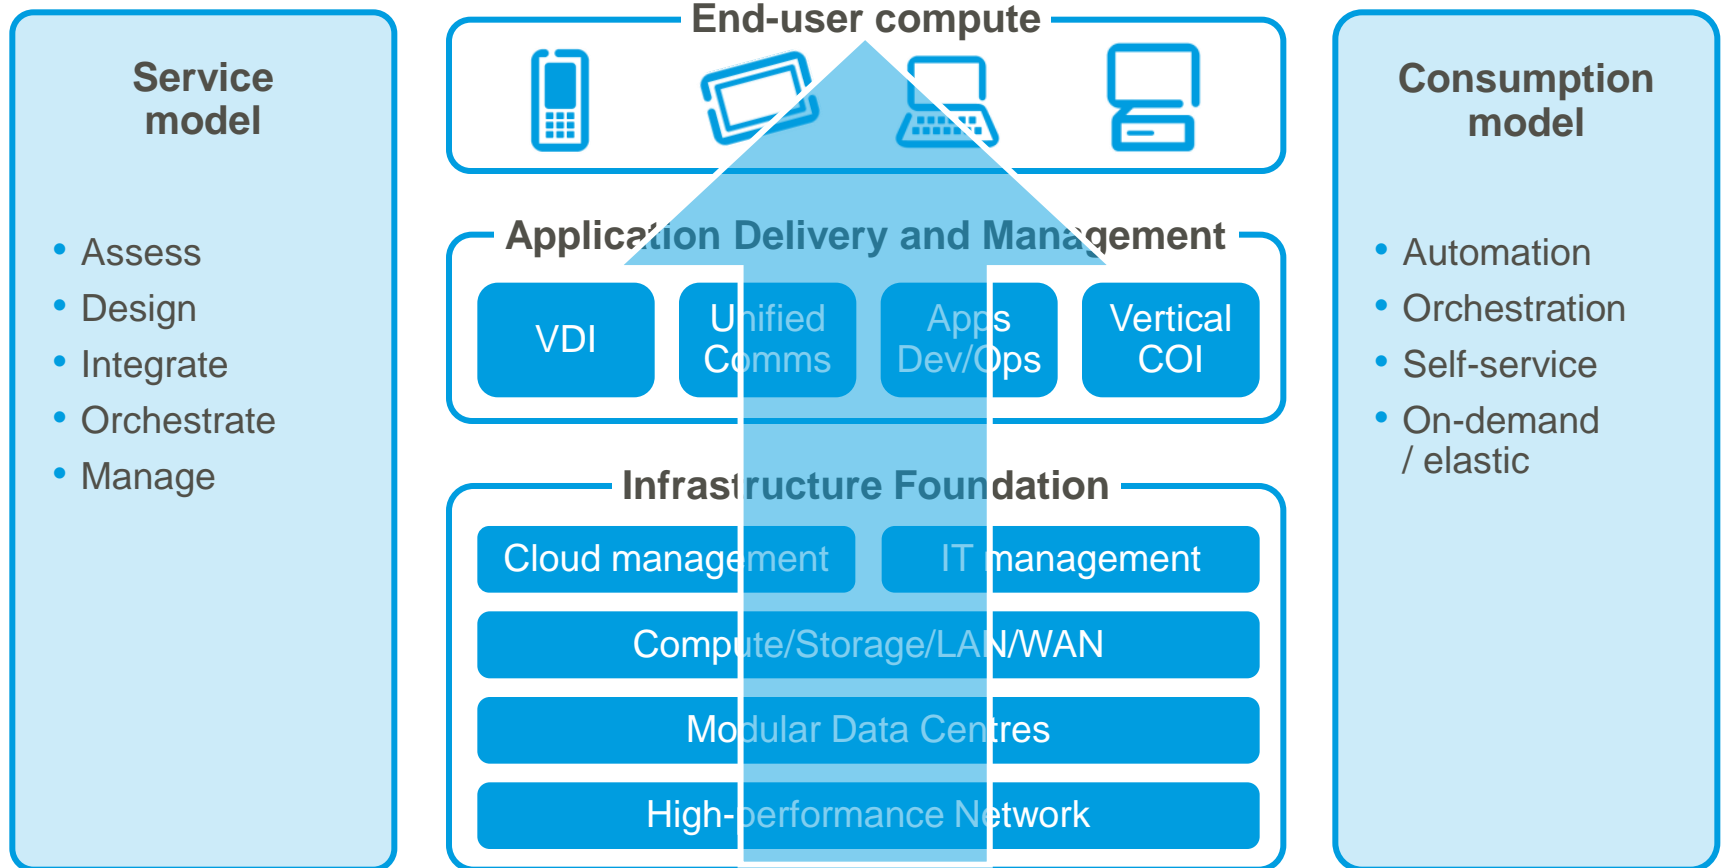 Service
model
• Assess
• Design
• Integrate
• Orchestrate
• Manage
End-user compute
Application Delivery and Management
VDI
Unified
Comms
Apps
Dev/Ops
Vertical
COI
Infrastructure Foundation
Cloud management
IT management
Compute/Storage/LAN/WAN
Modular Data Centres
High-performance Network
Consumption
model
• Automation
• Orchestration
• Self-service
• On-demand
/ elastic